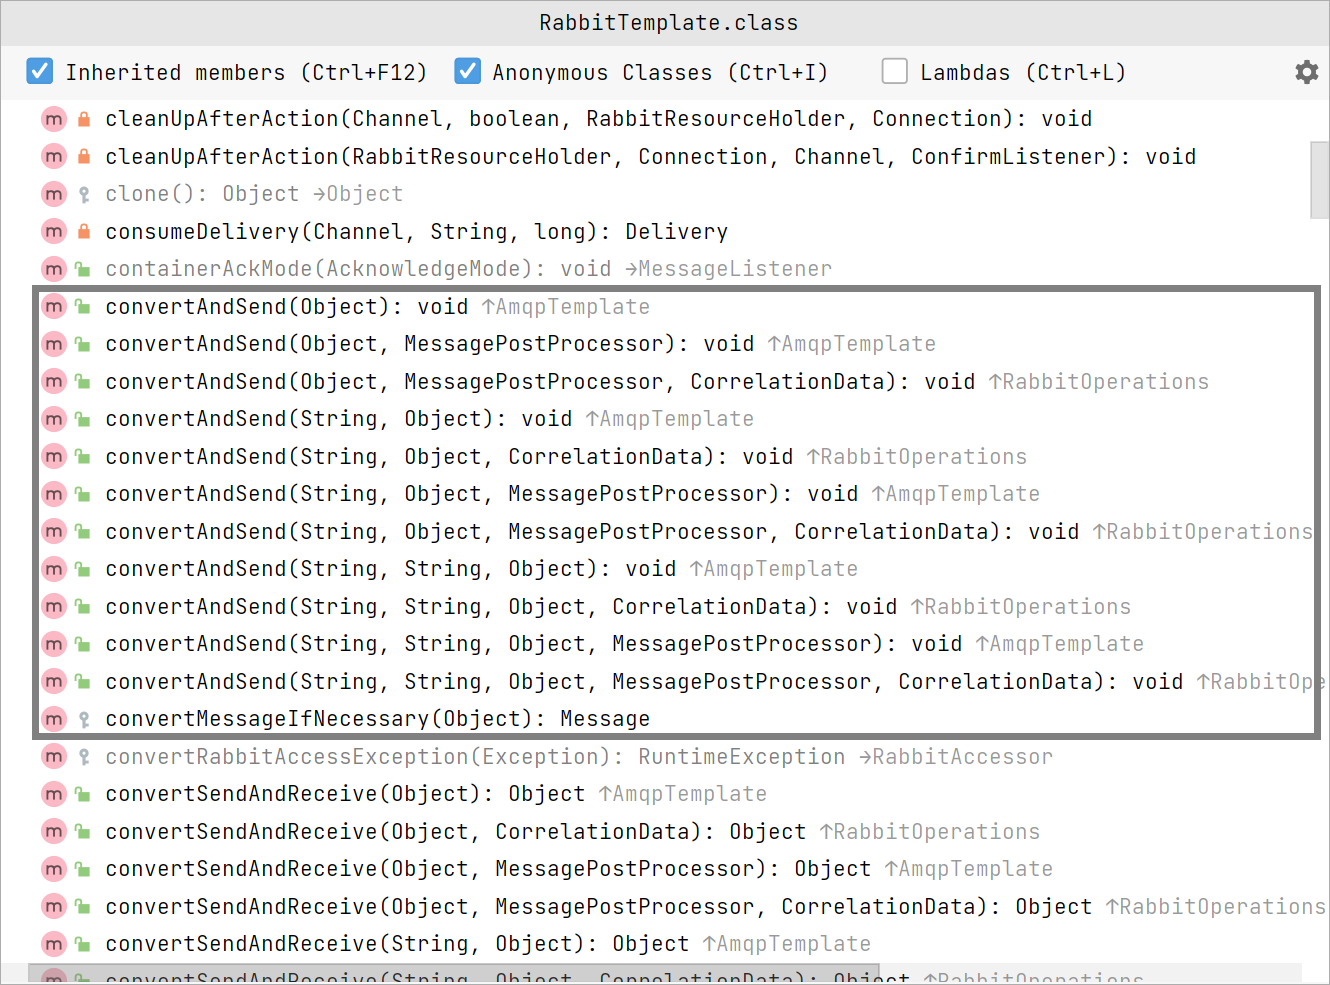 RabbitTemplate.class
Inherited members (Ctrl+F12) Anonymous Classes (Ctrl+I) Lambdas (Ctrl+L)
m cleanUpAfterAction(Channel, boolean, RabbitResourceHolder, Connection): void
m cleanUpAfterAction(RabbitResourceHolder, Connection, Channel, ConfirmListener): void
m clone(): Object →Object
m consumeDelivery(Channel, String, long): Delivery
m containerAckMode(AcknowledgeMode): void →MessageListener
m convertAndSend(Object): void ↑AmqpTemplate
m convertAndSend(Object, MessagePostProcessor): void ↑AmqpTemplate
m convertAndSend(Object, MessagePostProcessor, CorrelationData): void ↑RabbitOperations
m convertAndSend(String, Object): void ↑AmqpTemplate
m convertAndSend(String, Object, CorrelationData): void ↑RabbitOperations
m convertAndSend(String, Object, MessagePostProcessor): void ↑AmqpTemplate
m convertAndSend(String, Object, MessagePostProcessor, CorrelationData): void ↑RabbitOperations
m convertAndSend(String, String, Object): void ↑AmqpTemplate
m convertAndSend(String, String, Object, CorrelationData): void ↑RabbitOperations
m convertAndSend(String, String, Object, MessagePostProcessor): void ↑AmqpTemplate
m convertAndSend(String, String, Object, MessagePostProcessor, CorrelationData): void ↑RabbitOpe
m convertMessageIfNecessary(Object): Message
m convertRabbitAccessException(Exception): RuntimeException →RabbitAccessor
m convertSendAndReceive(Object): Object ↑AmqpTemplate
m convertSendAndReceive(Object, CorrelationData): Object ↑RabbitOperations
m convertSendAndReceive(Object, MessagePostProcessor): Object ↑AmqpTemplate
m convertSendAndReceive(Object, MessagePostProcessor, CorrelationData): Object ↑RabbitOperations
m convertSendAndReceive(String, Object): Object ↑AmqpTemplate
m convertSendAndReceive(String, Object, CorrelationData): Object ↑RabbitOperations